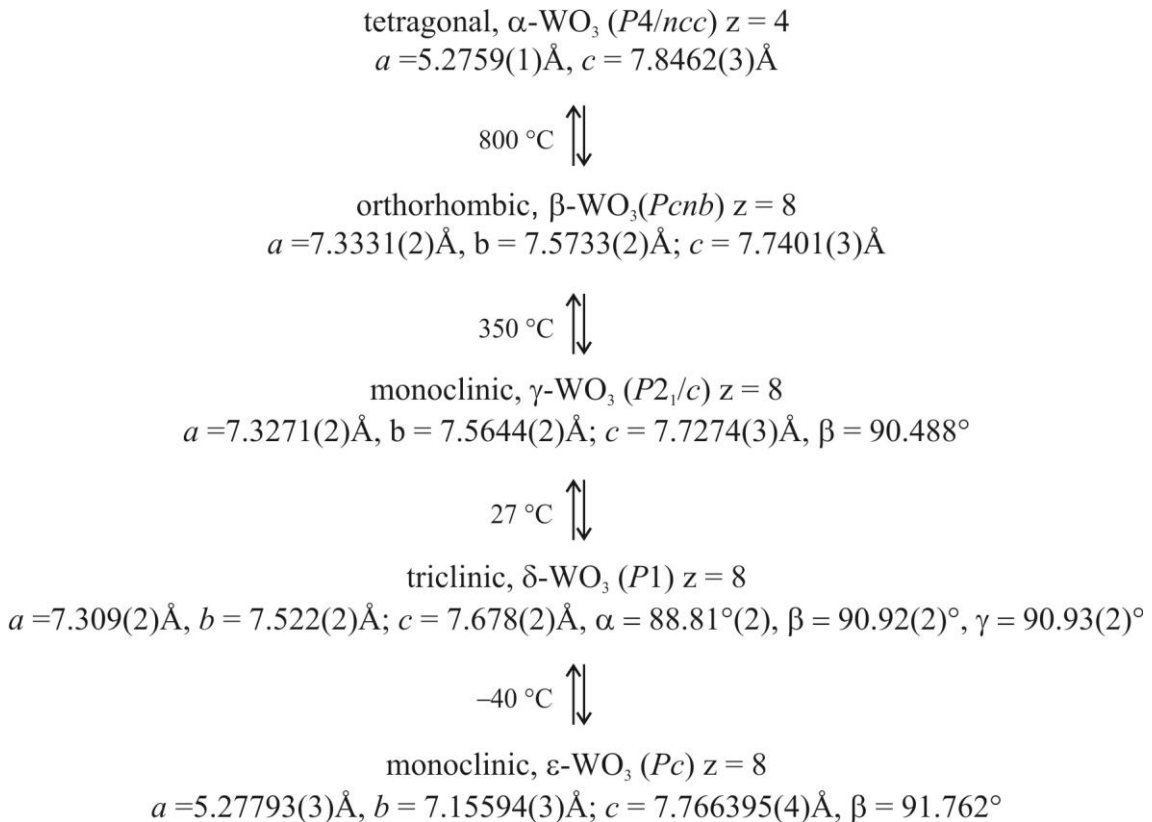 tetragonal, α-WO₃ (P4/ncc) z = 4
a =5.2759(1)Å, c = 7.8462(3)Å
800 °C
orthorhombic, β-WO₃(Pcnb) z = 8
a =7.3331(2)Å, b = 7.5733(2)Å; c = 7.7401(3)Å
350 °C
monoclinic, γ-WO₃ (P2₁/c) z = 8
a =7.3271(2)Å, b = 7.5644(2)Å; c = 7.7274(3)Å, β = 90.488°
27 °C
triclinic, δ-WO₃ (P1) z = 8
a =7.309(2)Å, b = 7.522(2)Å; c = 7.678(2)Å, α = 88.81°(2), β = 90.92(2)°, γ = 90.93(2)°
–40 °C
monoclinic, ε-WO₃ (Pc) z = 8
a =5.27793(3)Å, b = 7.15594(3)Å; c = 7.766395(4)Å, β = 91.762°